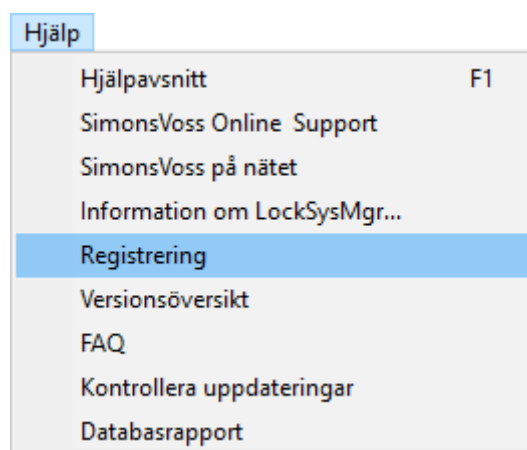 Hjälp
Hjälpavsnitt F1
SimonsVoss Online  Support
SimonsVoss på nätet
Information om LockSysMgr...
Registrering
Versionsöversikt
FAQ
Kontrollera uppdateringar
Databasrapport